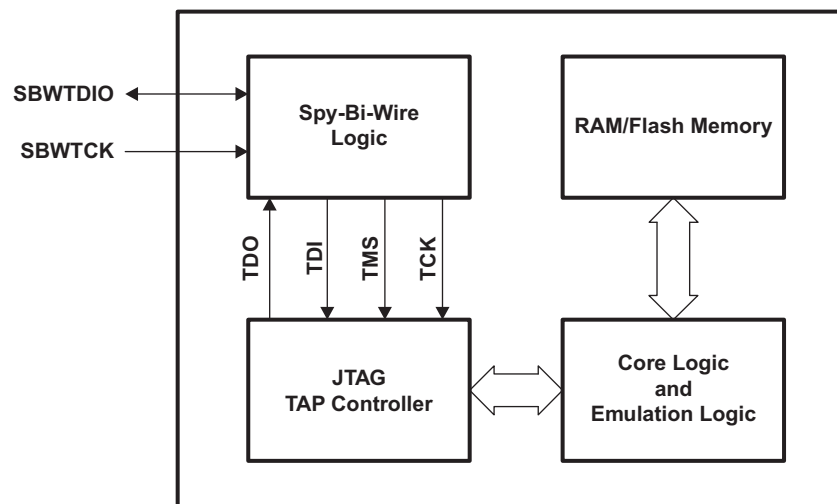 SBWTDIO
SBWTCK
Spy-Bi-Wire
Logic
RAM/Flash Memory
TDO
TDI
TMS
TCK
JTAG
TAP Controller
Core Logic
and
Emulation Logic